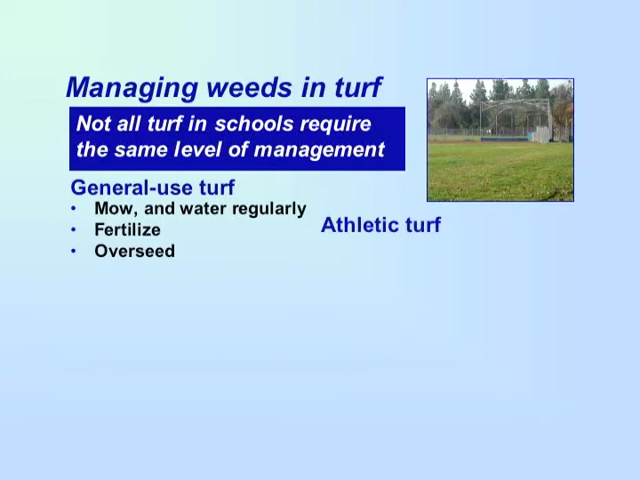 Managing weeds in turf
Not all turf in schools require
the same level of management
General-use turf
• Mow, and water regularly
• Fertilize
• Overseed
Athletic turf